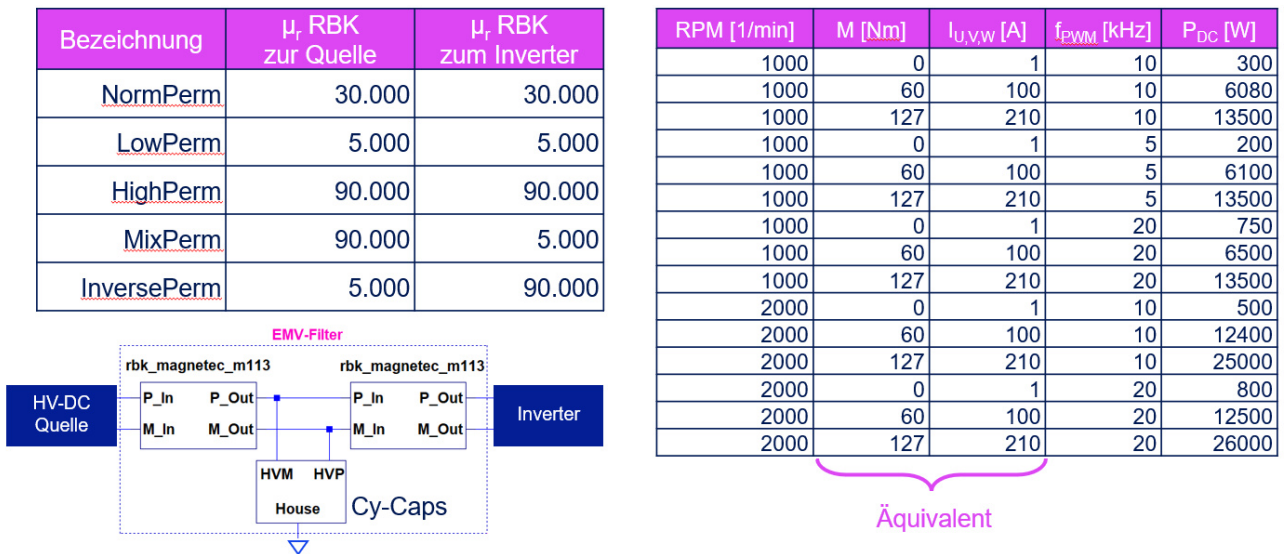 Bezeichnung µr RBK zur Quelle µr RBK zum Inverter
NormPerm 30.000 30.000
LowPerm 5.000 5.000
HighPerm 90.000 90.000
MixPerm 90.000 5.000
InversePerm 5.000 90.000
EMV-Filter
rbk_magnetec_m113 rbk_magnetec_m113
HV-DC Quelle
P_In P_Out P_In P_Out
M_In M_Out M_In M_Out
Inverter
HVM HVP
House
Cy-Caps
RPM [1/min] M [Nm] IU,V,W [A] fPWM [kHz] PDC [W]
1000 0 1 10 300
1000 60 100 10 6080
1000 127 210 10 13500
1000 0 1 5 200
1000 60 100 5 6100
1000 127 210 5 13500
1000 0 1 20 750
1000 60 100 20 6500
1000 127 210 20 13500
2000 0 1 10 500
2000 60 100 10 12400
2000 127 210 10 25000
2000 0 1 20 800
2000 60 100 20 12500
2000 127 210 20 26000
Äquivalent